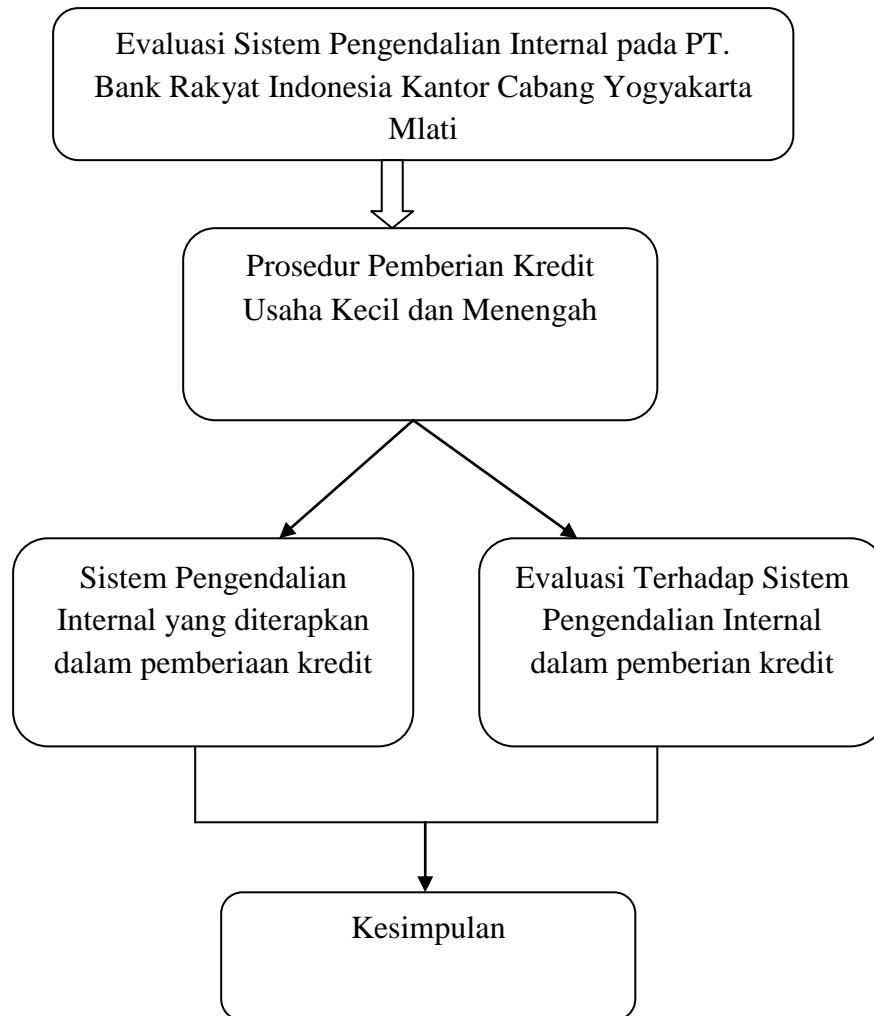 Evaluasi Sistem Pengendalian Internal pada PT.
Bank Rakyat Indonesia Kantor Cabang Yogyakarta
Mlati
Prosedur Pemberian Kredit
Usaha Kecil dan Menengah
Sistem Pengendalian
Internal yang diterapkan
dalam pemberiaan kredit
Evaluasi Terhadap Sistem
Pengendalian Internal
dalam pemberian kredit
Kesimpulan